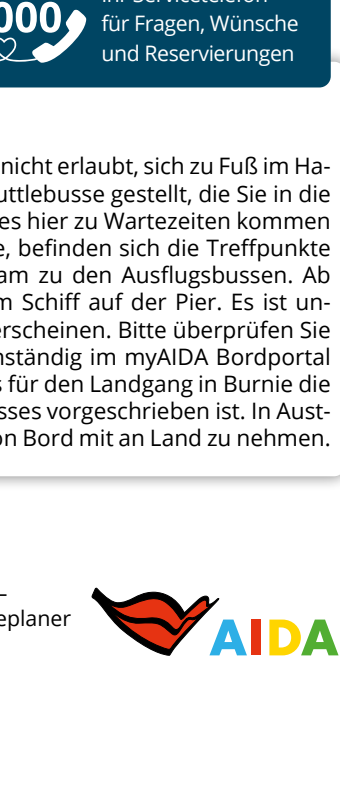 000
für Fragen, Wünsche
und Reservierungen
nicht erlaubt, sich zu Fuß im Ha-
uttlebusse gestellt, die Sie in die
es hier zu Wartezeiten kommen
e, befinden sich die Treffpunkte
am zu den Ausflugsbussen. Ab
m Schiff auf der Pier. Es ist un-
erscheinen. Bitte überprüfen Sie
nständig im myAIDA Bordportal
s für den Landgang in Burnie die
sses vorgeschrieben ist. In Aust-
on Bord mit an Land zu nehmen.
eplaner
AIDA